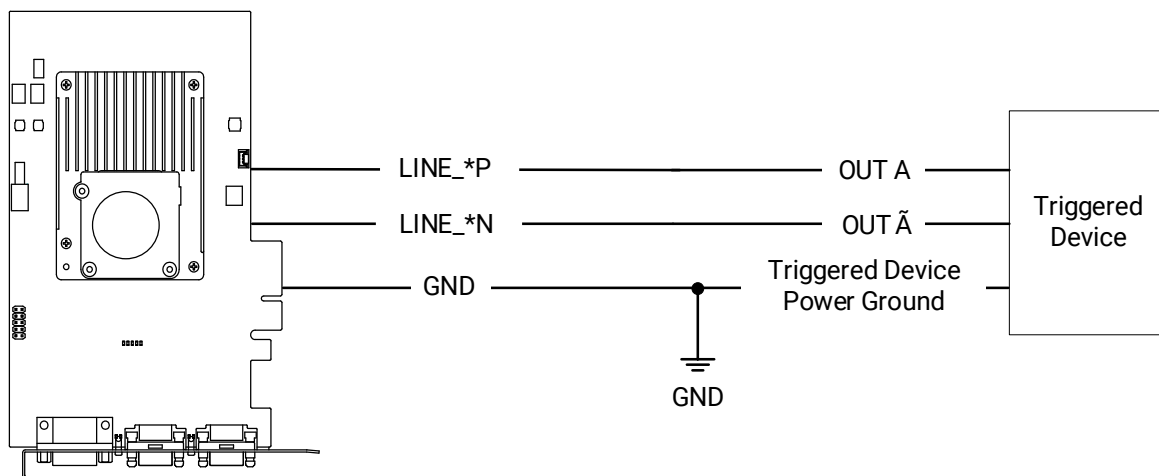 LINE_*P
OUT A
LINE_*N
OUT Ã
Triggered
Device
GND
Triggered Device
Power Ground
GND